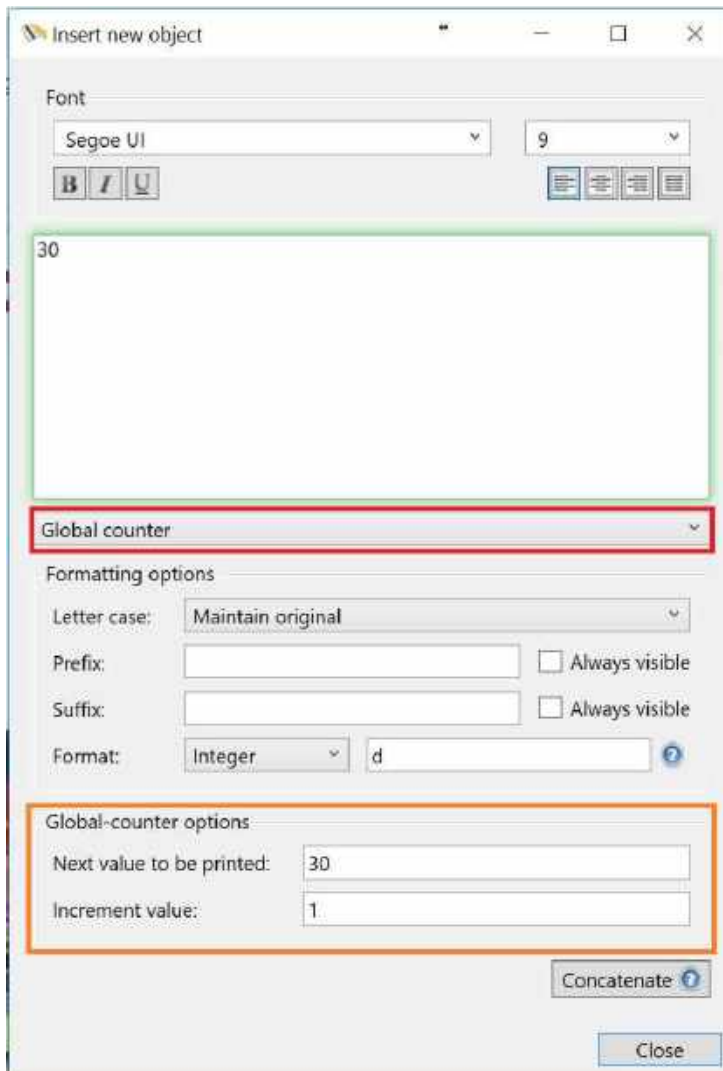 Insert new object
Font
Segoe UI 9
B I U
30
Global counter
Formatting options
Letter case: Maintain original
Prefix: Always visible
Suffix: Always visible
Format: Integer d ?
Global-counter options
Next value to be printed: 30
Increment value: 1
Concatenate ?
Close